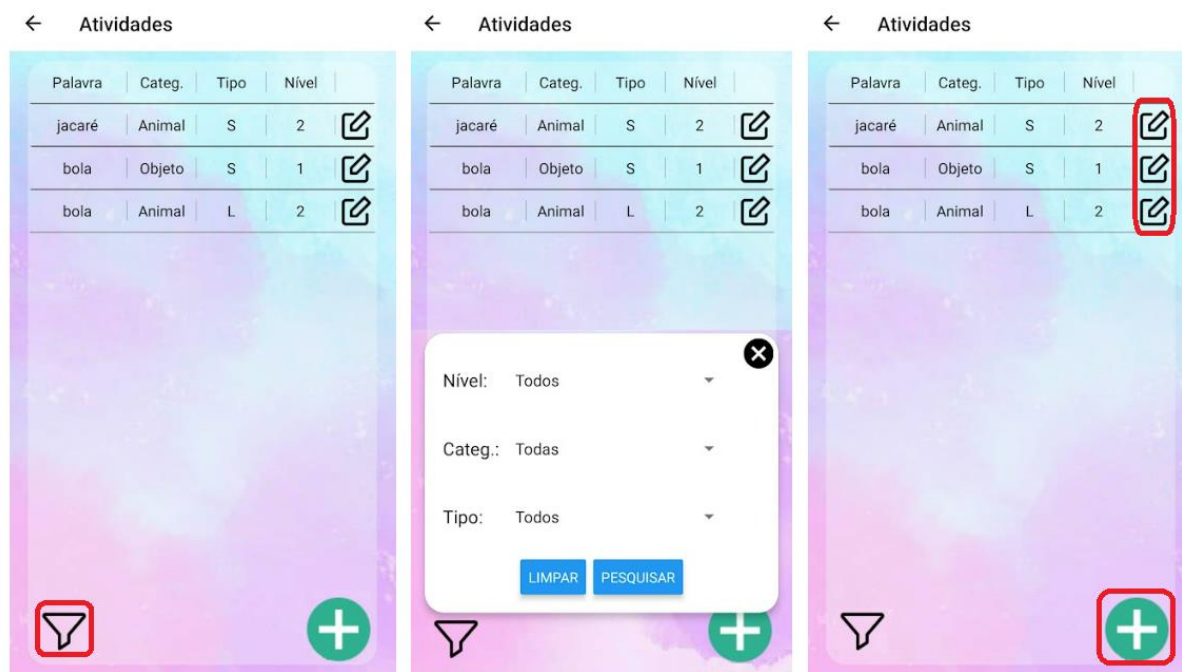 Atividades
Palavra Categ. Tipo Nível
jacaré Animal S 2
bola Objeto S 1
bola Animal L 2
Atividades
Palavra Categ. Tipo Nível
jacaré Animal S 2
bola Objeto S 1
bola Animal L 2
Nível: Todos
Categ.: Todas
Tipo: Todos
LIMPAR PESQUISAR
Atividades
Palavra Categ. Tipo Nível
jacaré Animal S 2
bola Objeto S 1
bola Animal L 2